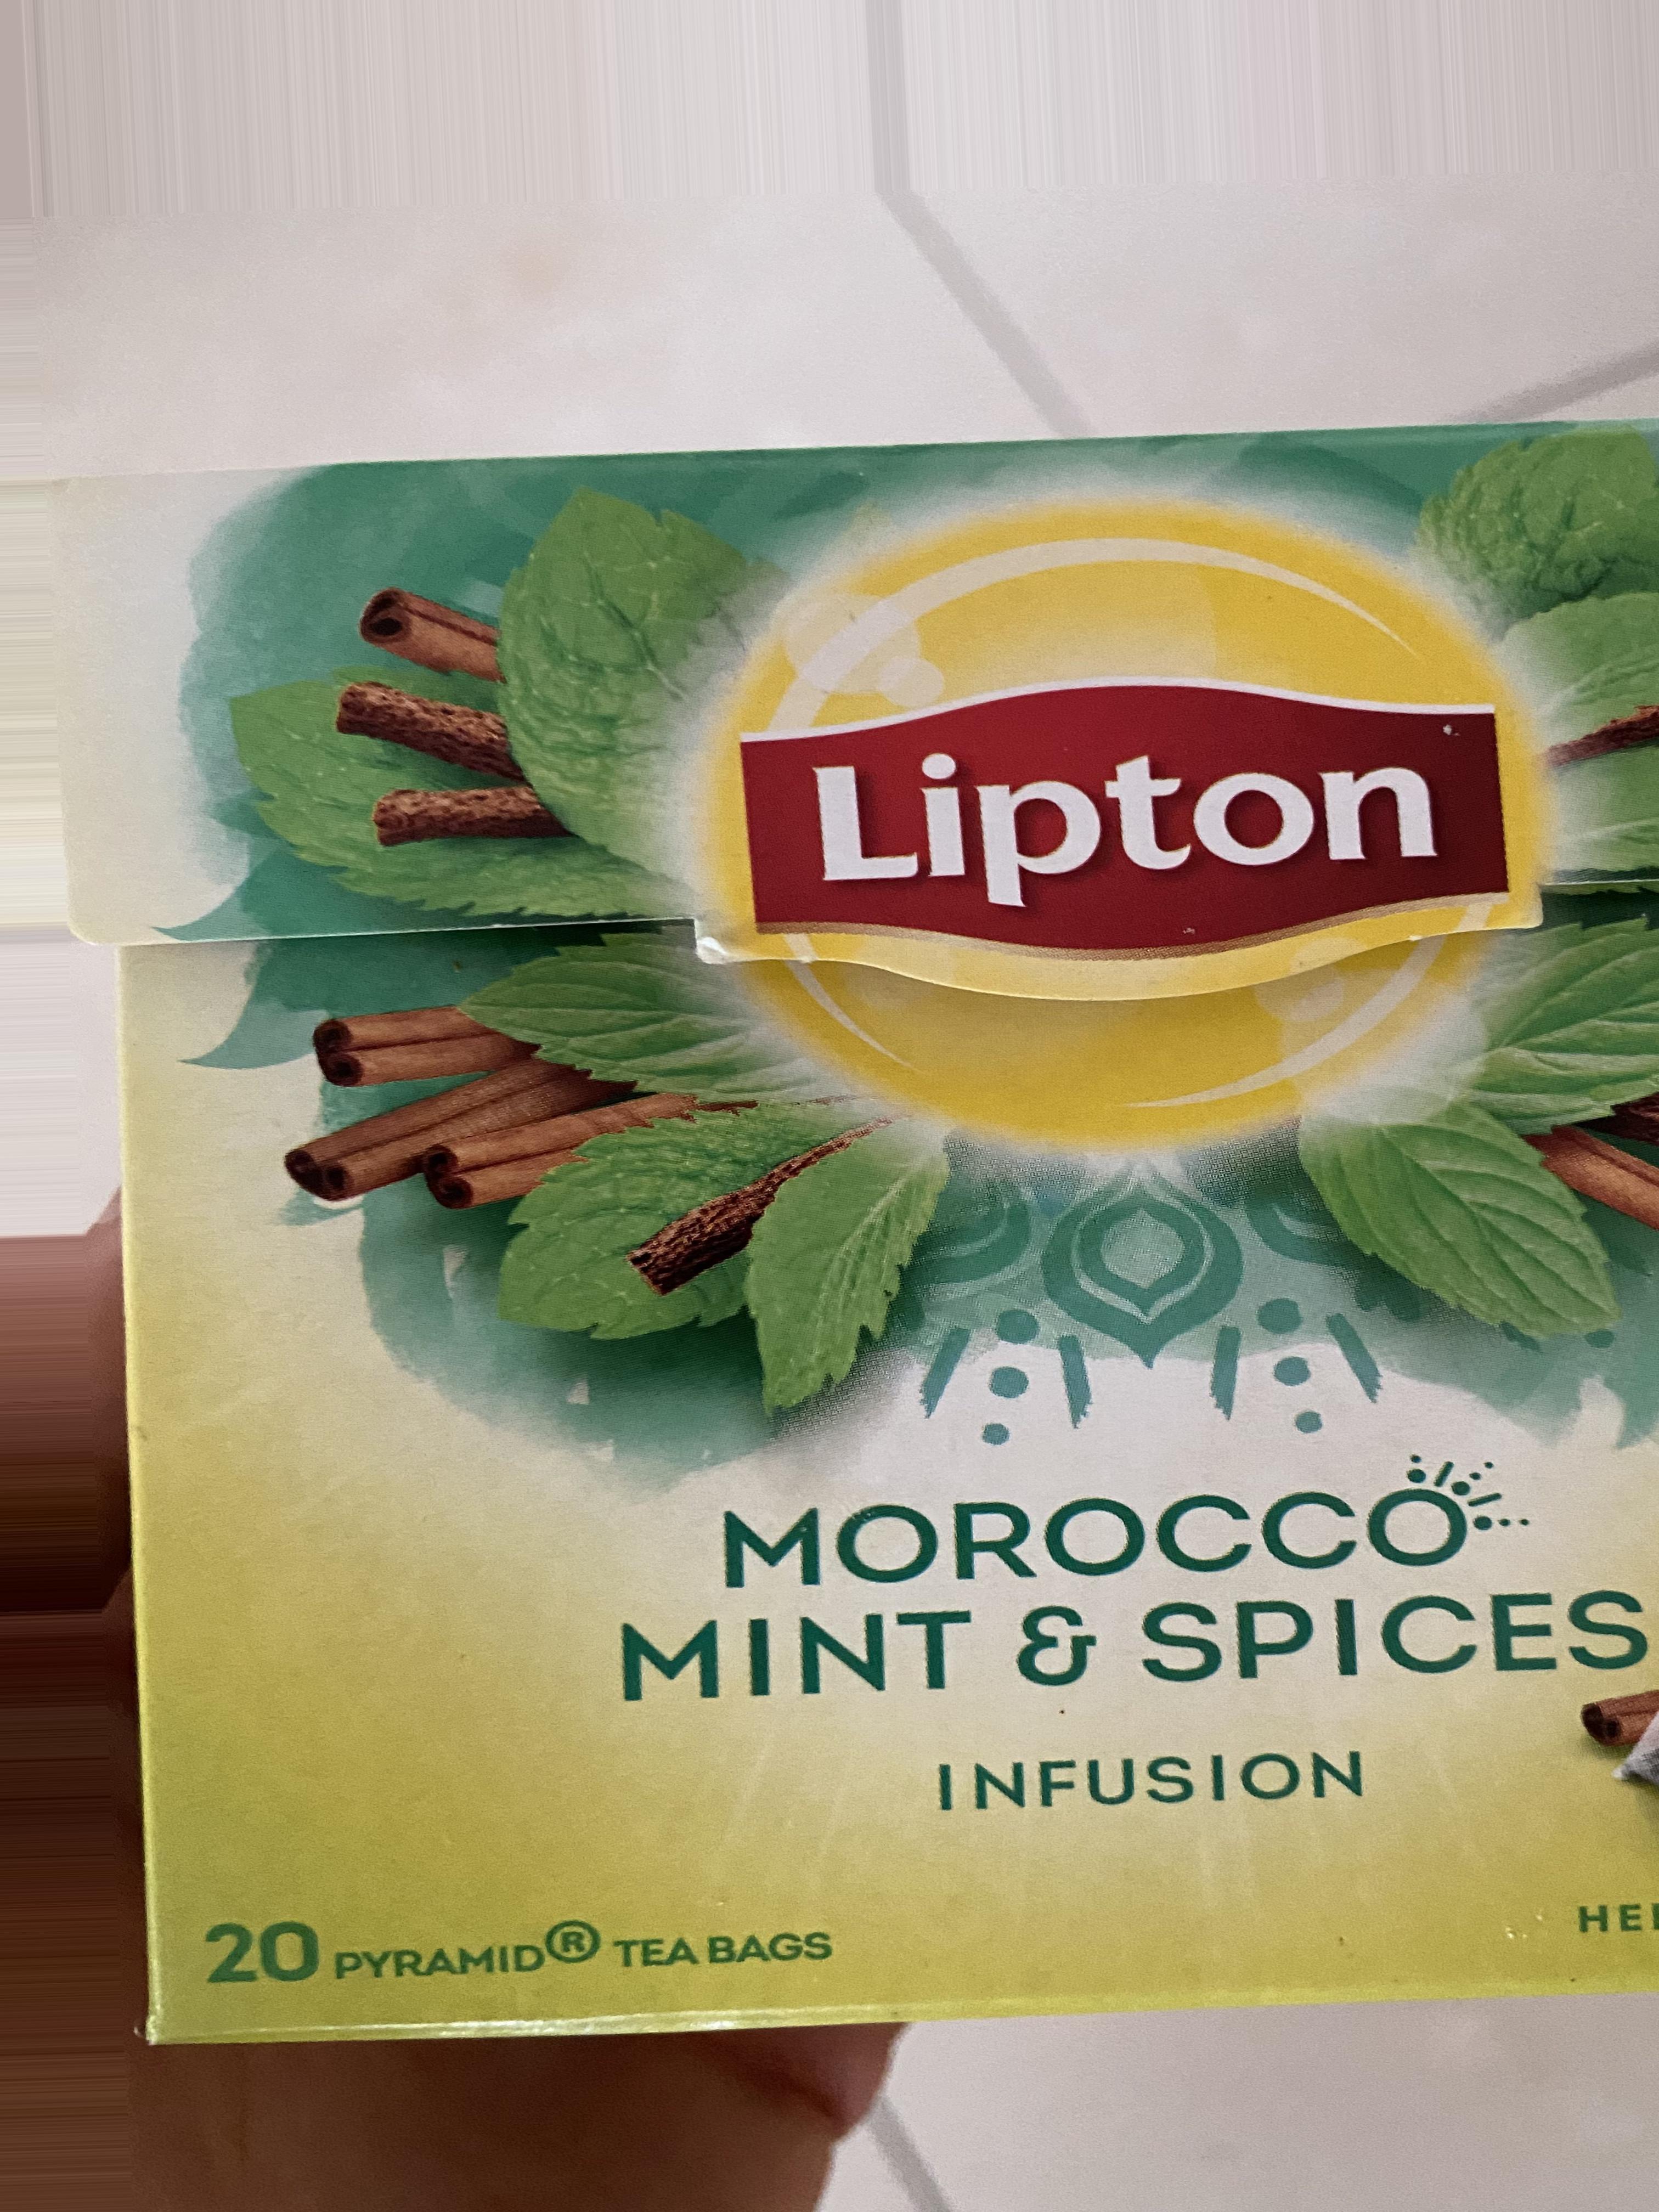 Lipton
MOROCCO
MINT & SPICES
INFUSION
20 PYRAMID® TEA BAGS